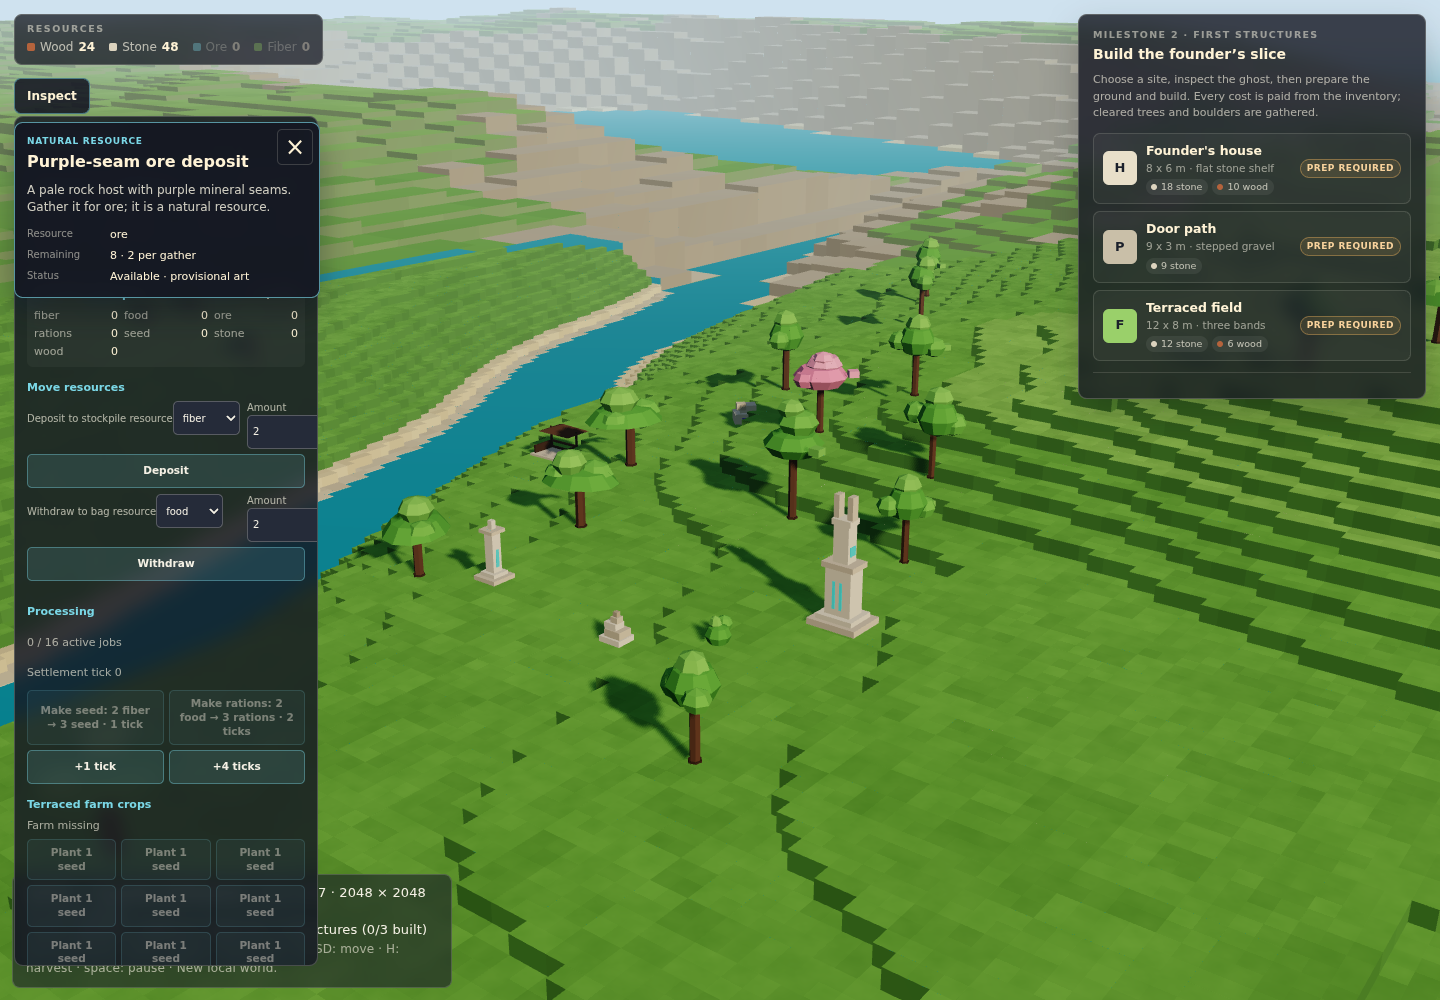 RESOURCES
Wood 24 Stone 48 Ore 0 Fiber 0
Inspect
NATURAL RESOURCE
Purple-seam ore deposit
A pale rock host with purple mineral seams.
Gather it for ore; it is a natural resource.
Resource ore
Remaining 8 · 2 per gather
Status Available · provisional art
fiber 0 food 0 ore 0
rations 0 seed 0 stone 0
wood 0
Move resources
Deposit to stockpile resource fiber Amount
2
Deposit
Withdraw to bag resource food Amount
2
Withdraw
Processing
0 / 16 active jobs
Settlement tick 0
Make seed: 2 fiber
→ 3 seed · 1 tick
Make rations: 2
food → 3 rations · 2
ticks
+1 tick +4 ticks
Terraced farm crops
Farm missing
Plant 1 seed Plant 1 seed Plant 1 seed
Plant 1 seed Plant 1 seed Plant 1 seed
Plant 1 seed Plant 1 seed Plant 1 seed
7 · 2048 × 2048
ctures (0/3 built)
SD: move · H:
harvest · space: pause · New local world.
MILESTONE 2 · FIRST STRUCTURES
Build the founder’s slice
Choose a site, inspect the ghost, then prepare the
ground and build. Every cost is paid from the inventory;
cleared trees and boulders are gathered.
H
Founder's house
8 x 6 m · flat stone shelf
18 stone 10 wood
PREP REQUIRED
P
Door path
9 x 3 m · stepped gravel
9 stone
PREP REQUIRED
F
Terraced field
12 x 8 m · three bands
12 stone 6 wood
PREP REQUIRED